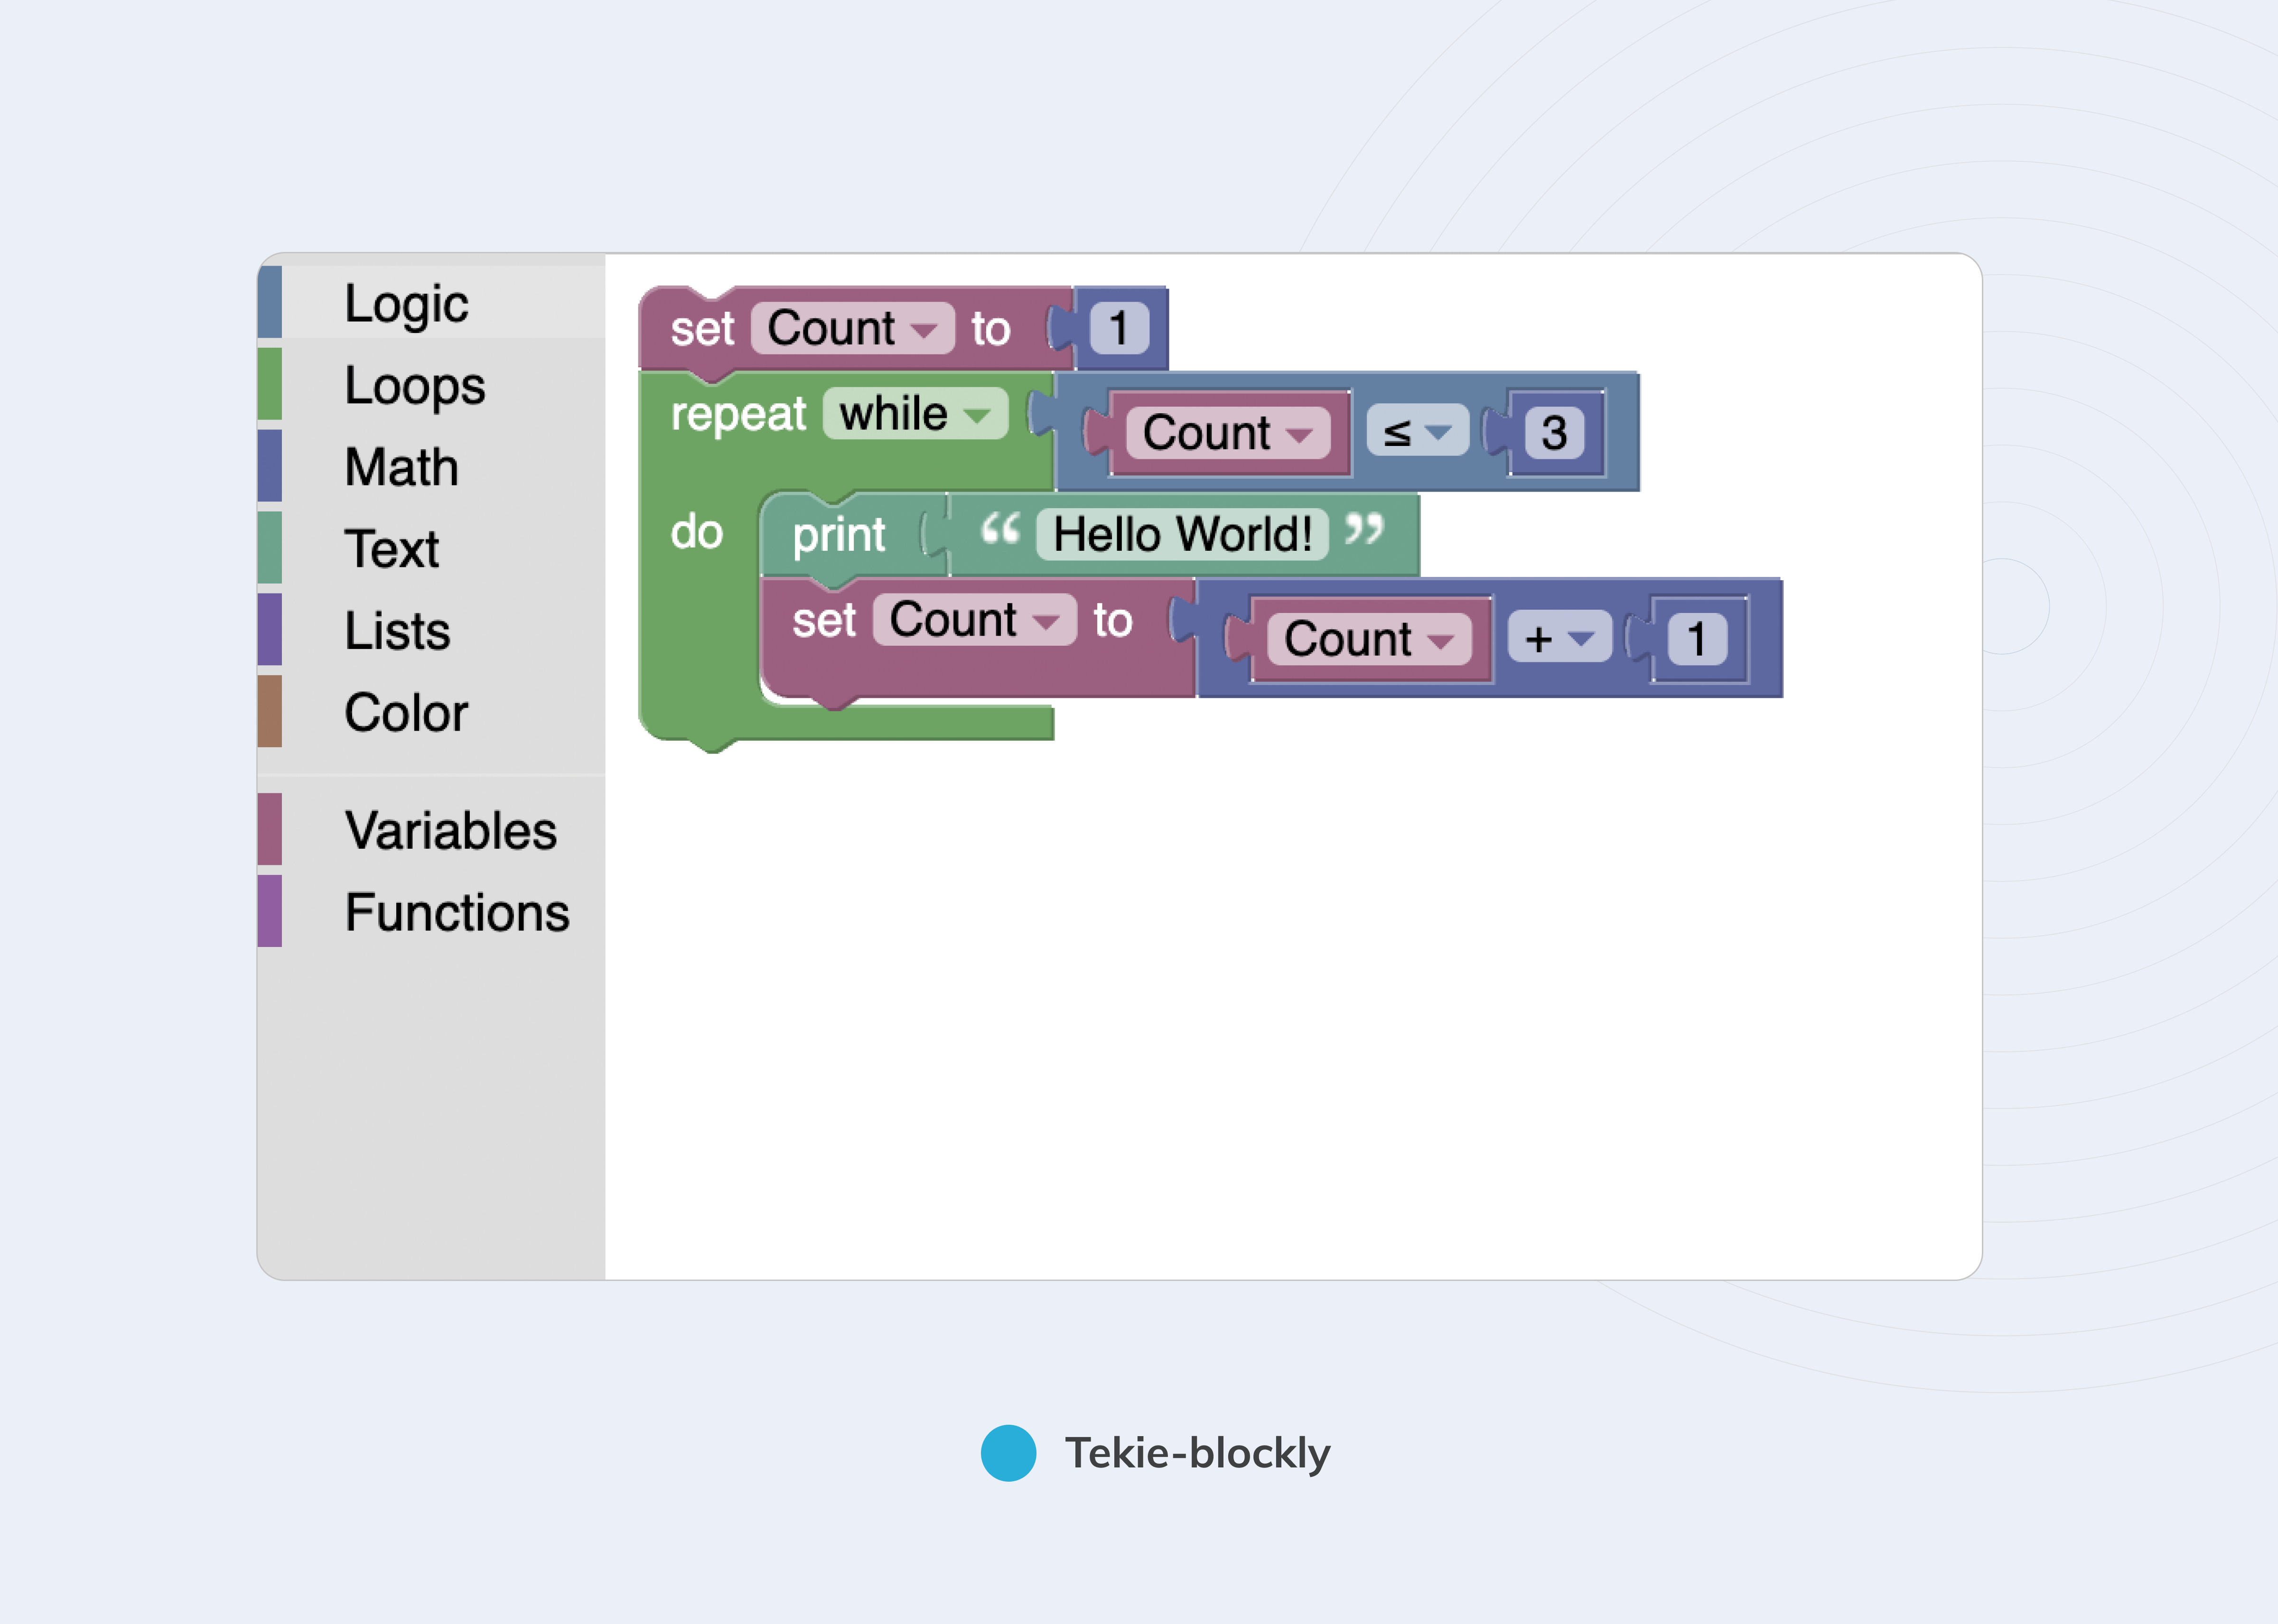 Logic
Loops
Math
Text
Lists
Color
Variables
Functions
set Count to 1
repeat while Count ≤ 3
do print “ Hello World! ”
set Count to Count + 1
Tekie-blockly